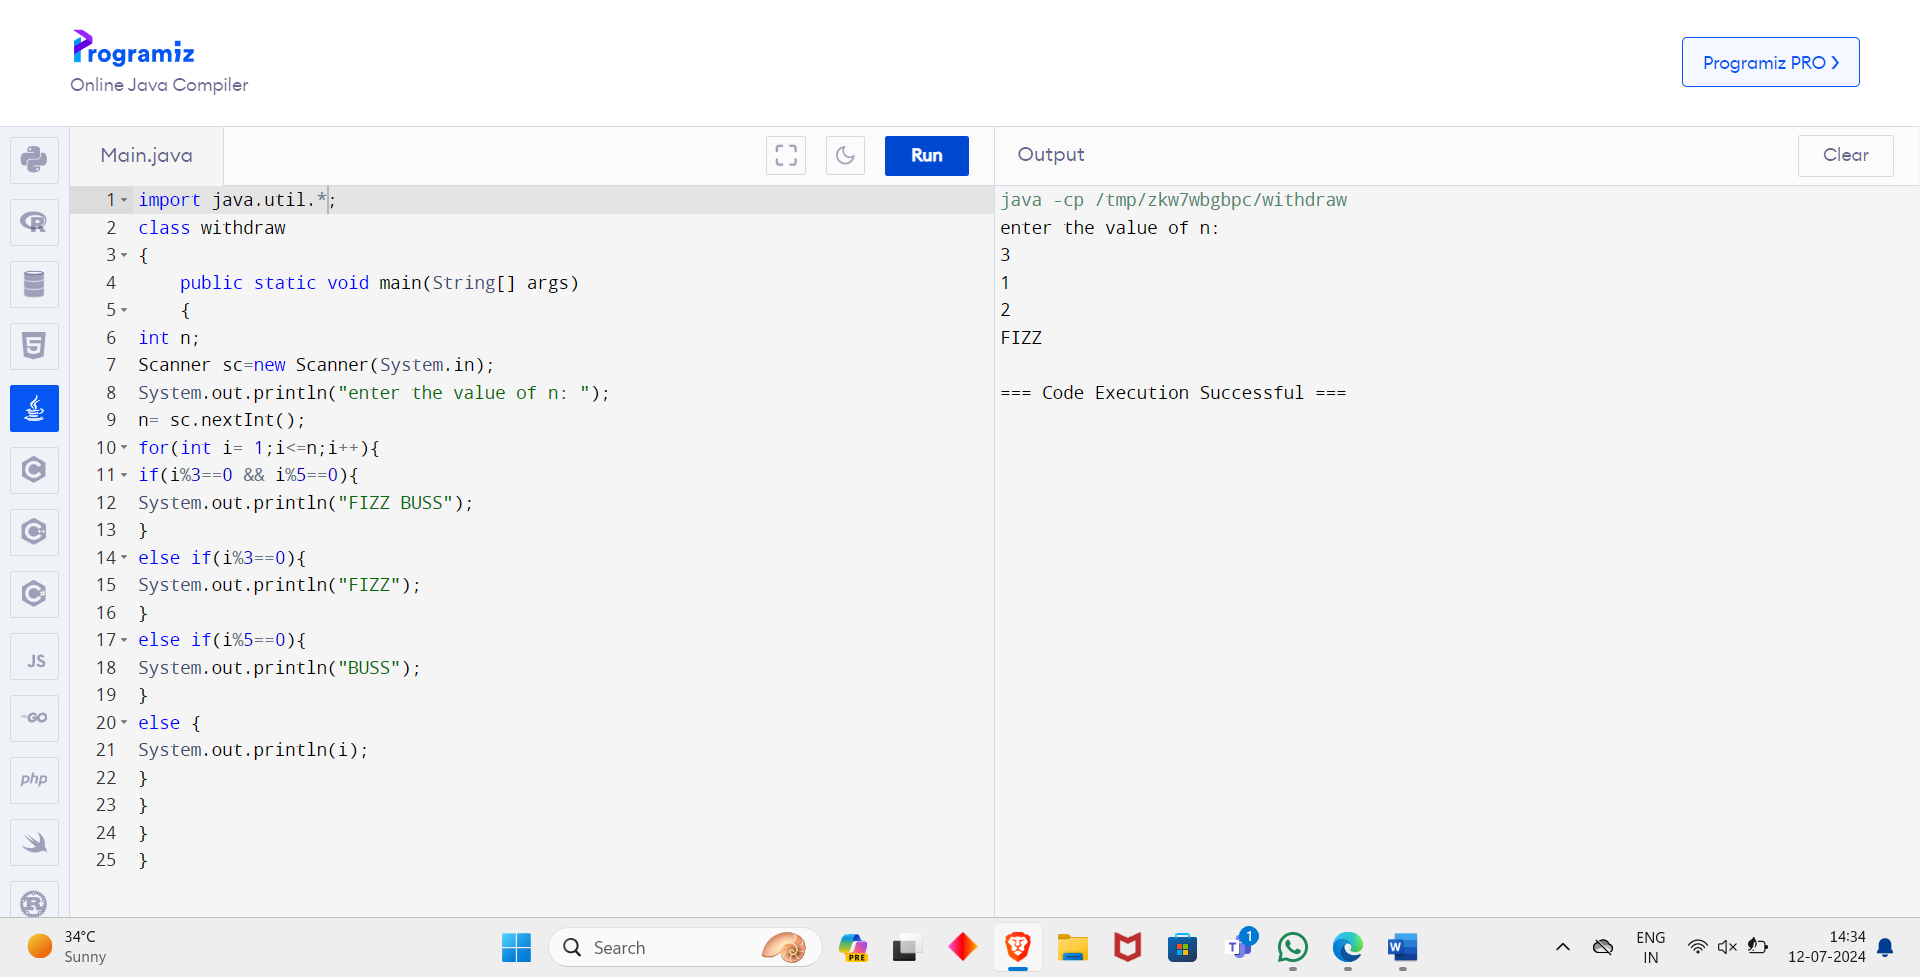 Programiz
Online Java Compiler
Programiz PRO >
Main.java
Run
Output
Clear
1 import java.util.*;
2 class withdraw
3 {
4     public static void main(String[] args)
5     {
6 int n;
7 Scanner sc=new Scanner(System.in);
8 System.out.println("enter the value of n: ");
9 n= sc.nextInt();
10 for(int i= 1;i<=n;i++){
11 if(i%3==0 && i%5==0){
12 System.out.println("FIZZ BUSS");
13 }
14 else if(i%3==0){
15 System.out.println("FIZZ");
16 }
17 else if(i%5==0){
18 System.out.println("BUSS");
19 }
20 else {
21 System.out.println(i);
22 }
23 }
24 }
25 }
java -cp /tmp/zkw7wbgbpc/withdraw
enter the value of n:
3
1
2
FIZZ
=== Code Execution Successful ===
JS
GO
php
34°C
Sunny
Search
PRE
1
ENG
IN
14:34
12-07-2024